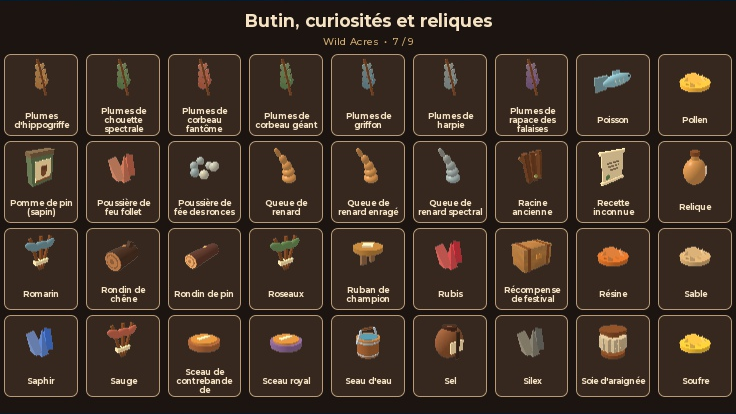 Butin, curiosités et reliques
Wild Acres • 7 / 9
Plumes
d'hippogriffe
Plumes de
chouette
spectrale
Plumes de
corbeau
fantôme
Plumes de
corbeau géant
Plumes de
griffon
Plumes de
harpie
Plumes de
rapace des
falaises
Poisson
Pollen
Pomme de pin
(sapin)
Poussière de
feu follet
Poussière de
fée des ronces
Queue de
renard
Queue de
renard enragé
Queue de
renard spectral
Racine
ancienne
Recette
inconnue
Relique
Romarin
Rondin de
chêne
Rondin de pin
Roseaux
Ruban de
champion
Rubis
Récompense
de festival
Résine
Sable
Saphir
Sauge
Sceau de
contreban de
de
Sceau royal
Seau d'eau
Sel
Silex
Soie d'araignée
Soufre